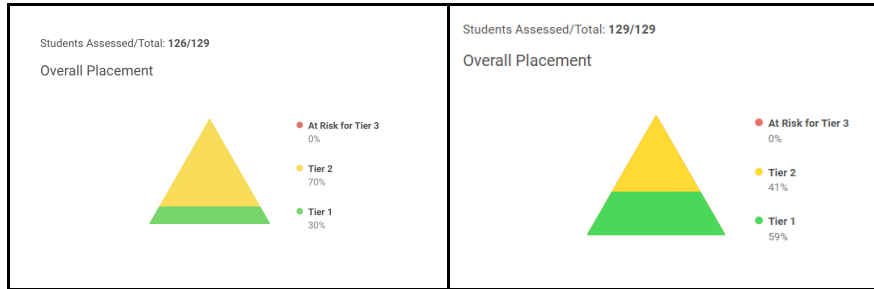 Students Assessed/Total: 126/129
Overall Placement
At Risk for Tier 3
0%
Tier 2
70%
Tier 1
30%
Students Assessed/Total: 129/129
Overall Placement
At Risk for Tier 3
0%
Tier 2
41%
Tier 1
59%